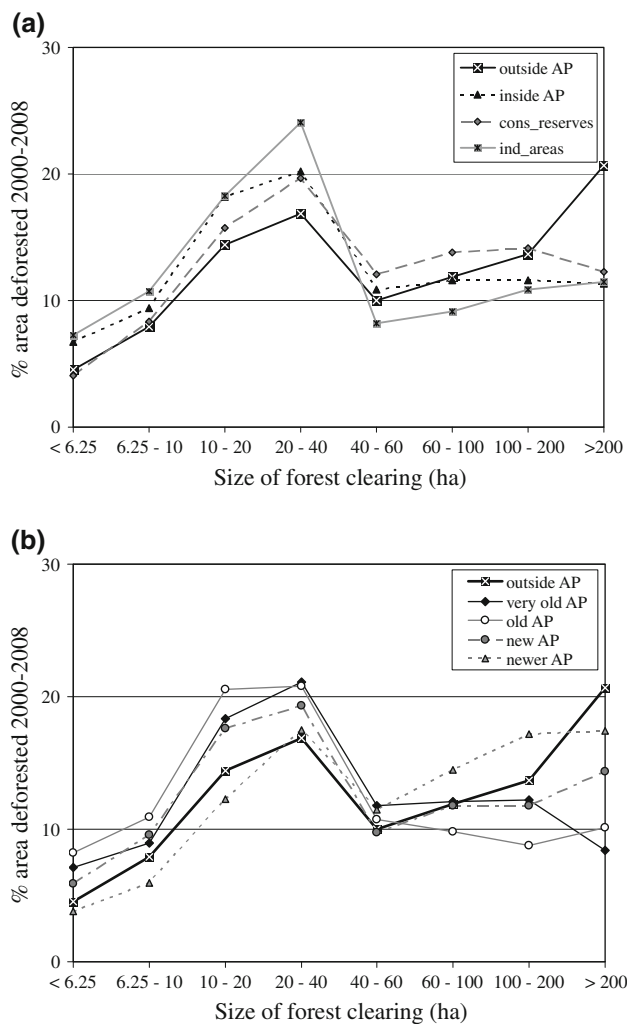 (a)
30
20
10
0
% area deforested 2000-2008
outside AP
inside AP
cons_reserves
ind_areas
< 6.25 6.25 - 10 10 - 20 20 - 40 40 - 60 60 - 100 100 - 200 >200
Size of forest clearing (ha)
(b)
30
20
10
0
% area deforested 2000-2008
outside AP
very old AP
old AP
new AP
newer AP
< 6.25 6.25 - 10 10 - 20 20 - 40 40 - 60 60 - 100 100 - 200 > 200
Size of forest clearing (ha)